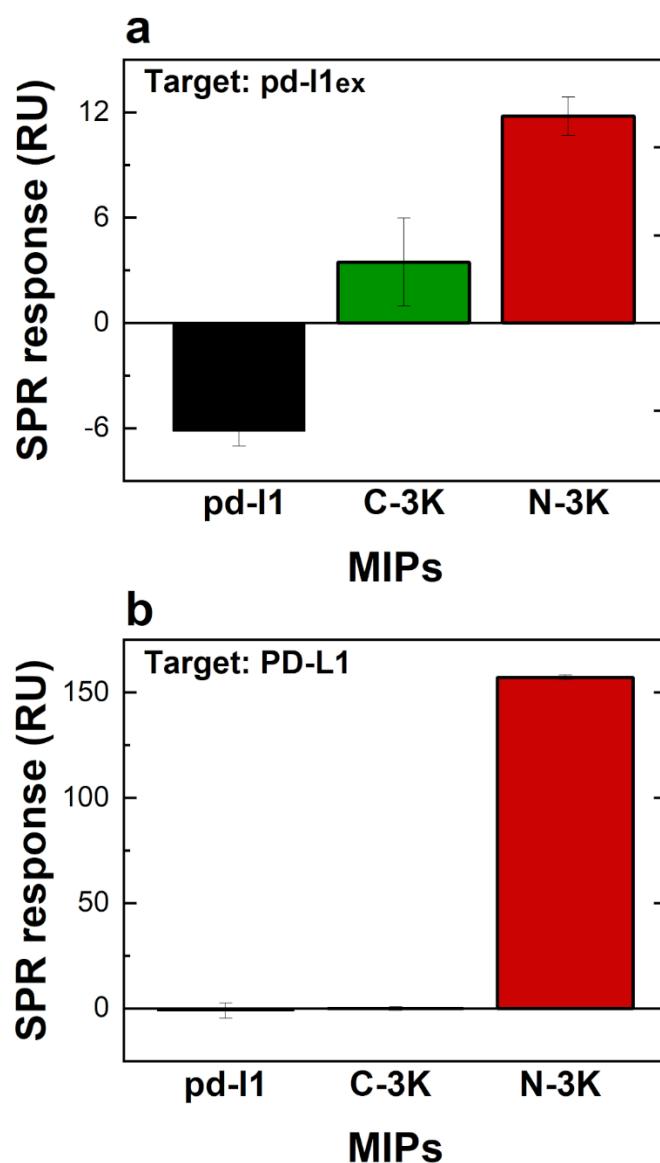 a
Target: pd-l1ex
SPR response (RU)
12
6
0
-6
pd-l1
C-3K
N-3K
MIPs
b
Target: PD-L1
SPR response (RU)
150
100
50
0
pd-l1
C-3K
N-3K
MIPs